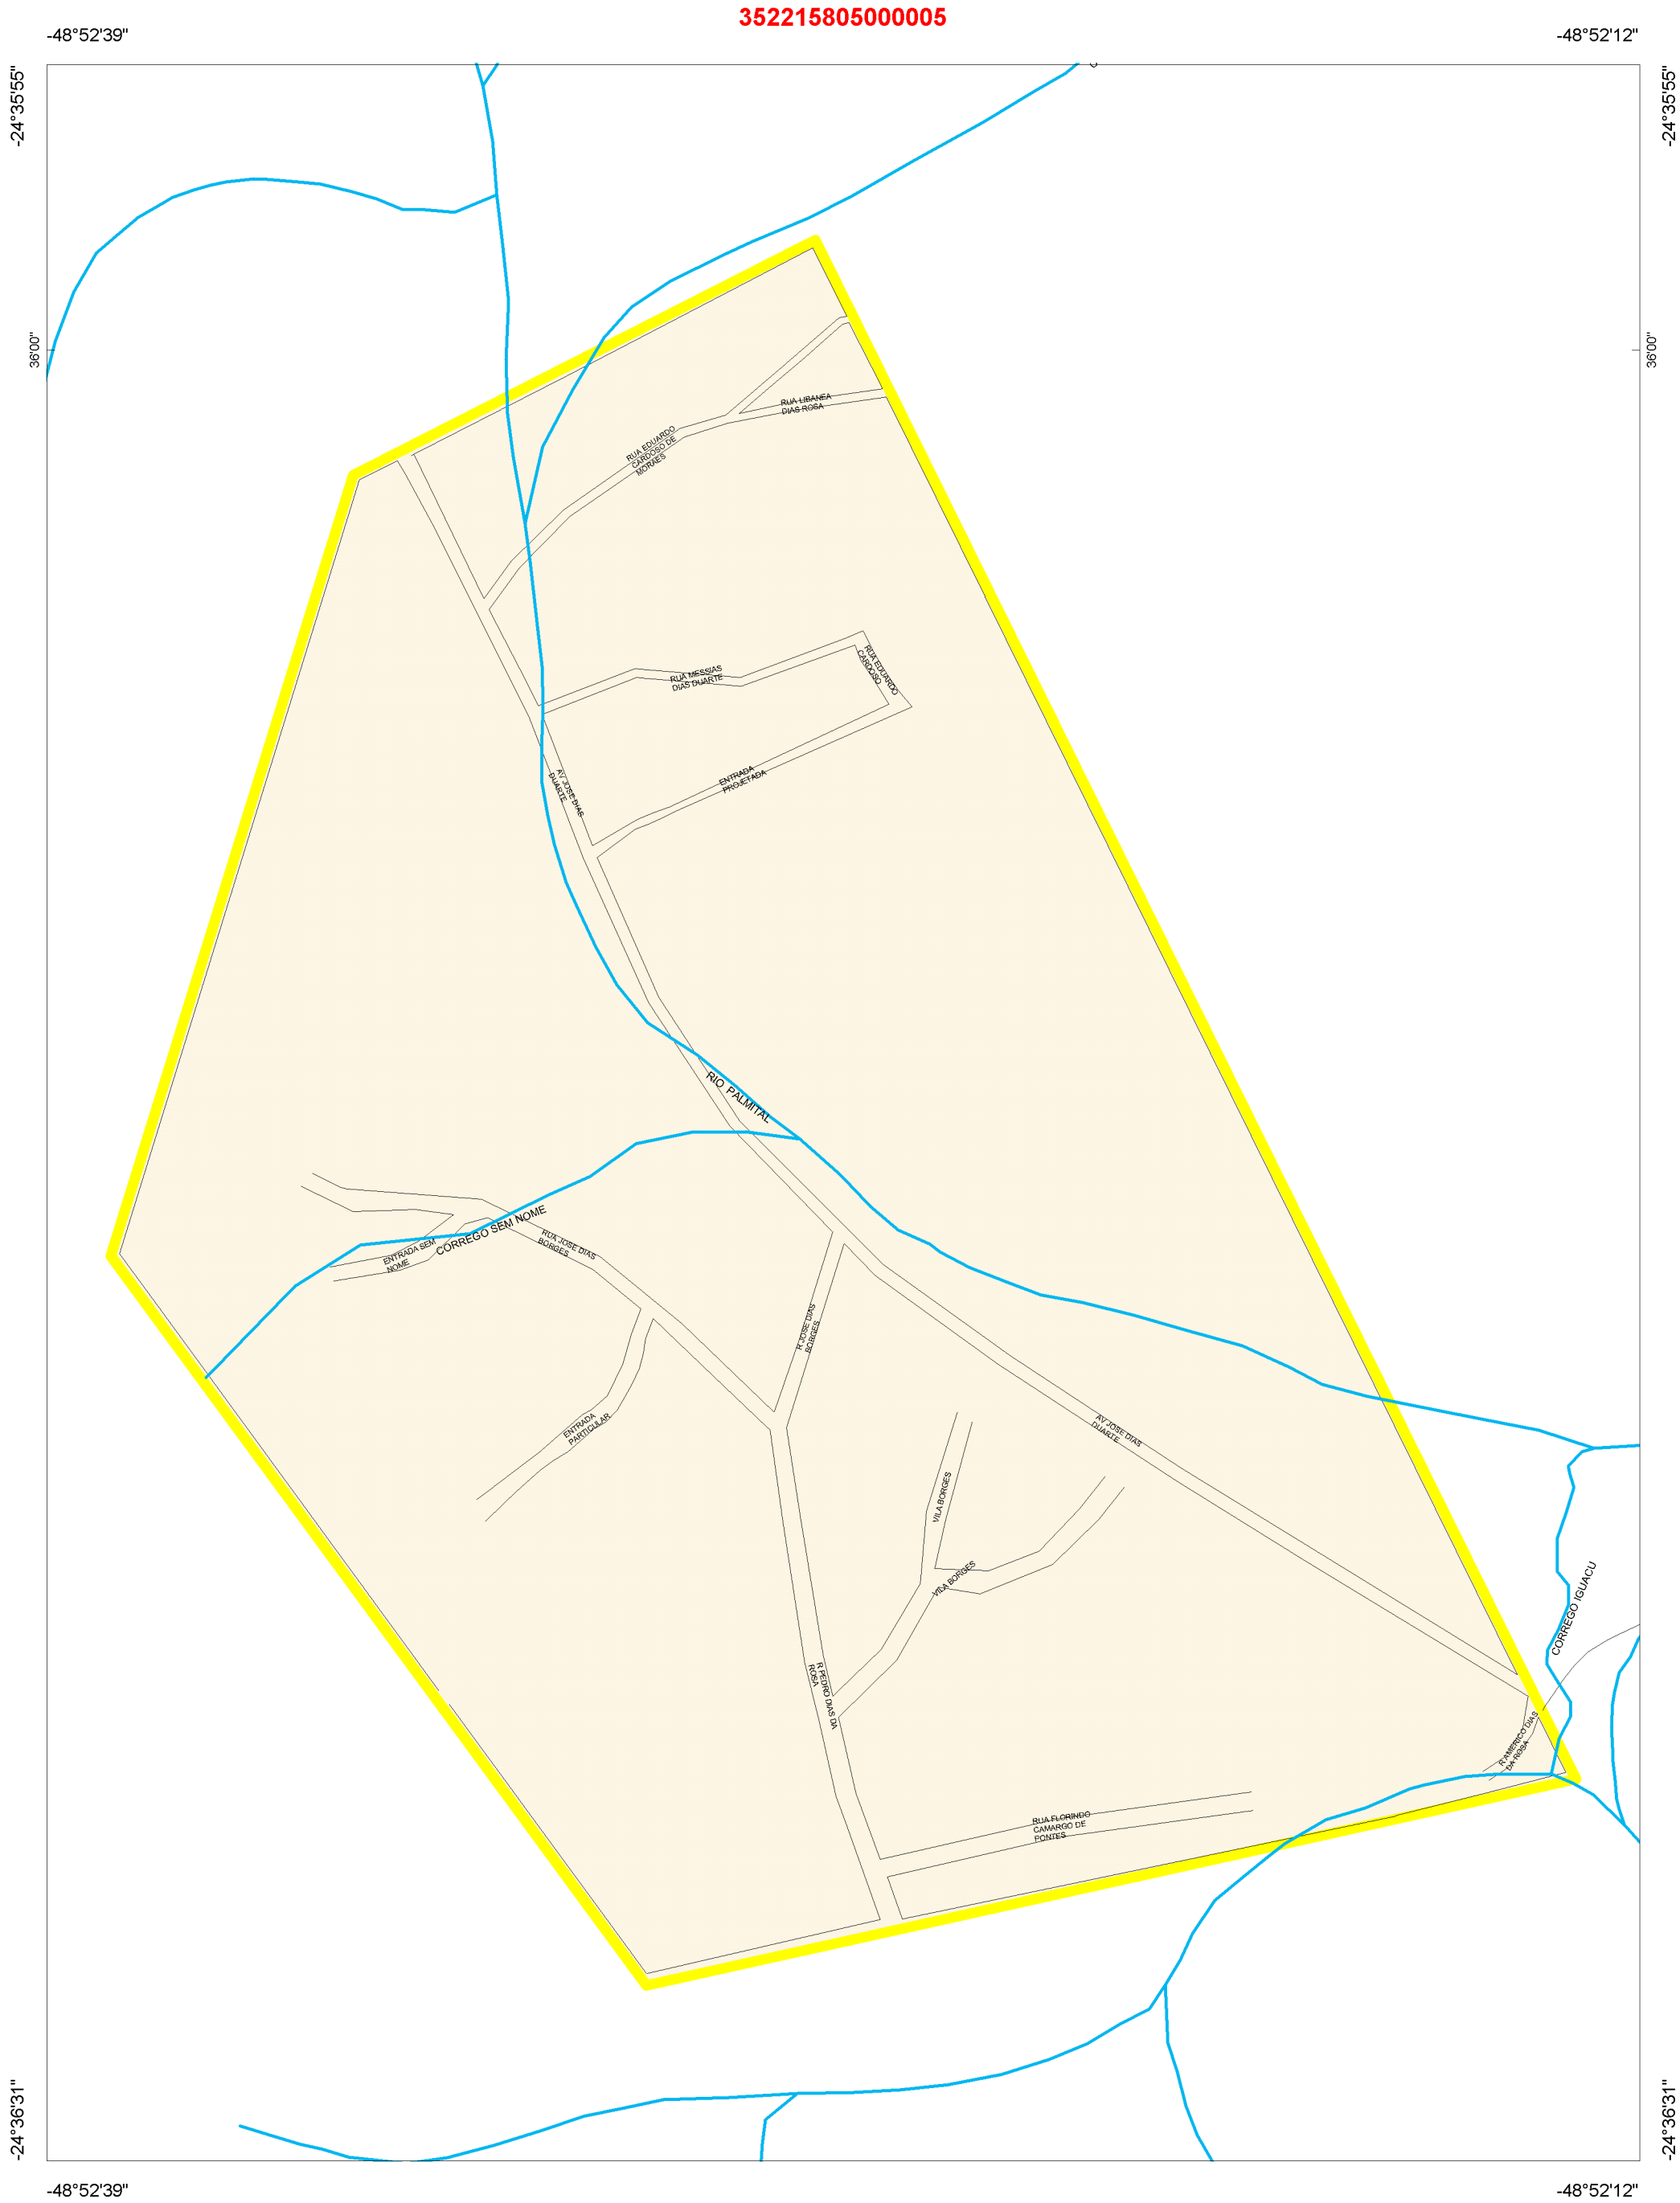 352215805000005
-48°52'39"
-48°52'12"
-24°35'55"
-24°35'55"
36'00"
36'00"
RUA LIBANEA
DIAS ROSA
RUA EDUARDO
CARDOSO DE
MORAES
RUA EDUARDO
CARDOSO
RUA MESSIAS
DIAS DUARTE
ENTRADA
PROJETADA
AV JOSE DIAS
DUARTE
RIO PALMITAL
CORREGO SEM NOME
RUA JOSE DIAS
BORGES
ENTRADA SEM
NOME
R JOSE DIAS
BORGES
ENTRADA
PARTICULAR
AV JOSE DIAS
DUARTE
VILA BORGES
VILA BORGES
CORREGO IGUACU
R PEDRO DIAS DA
ROSA
R AMERICO DIAS
DA ROSA
RUA FLORINDO
CAMARGO DE
PONTES
-24°36'31"
-24°36'31"
-48°52'39"
-48°52'12"